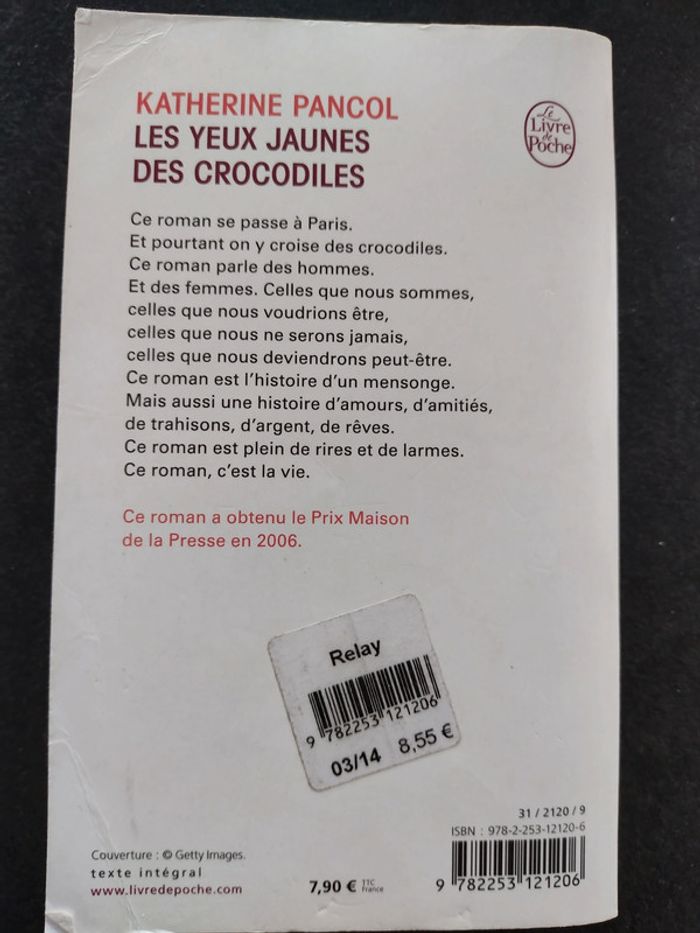 KATHERINE PANCOL
LES YEUX JAUNES
DES CROCODILES
Le
Livre
de
Poche
Ce roman se passe à Paris.
Et pourtant on y croise des crocodiles.
Ce roman parle des hommes.
Et des femmes. Celles que nous sommes,
celles que nous voudrions être,
celles que nous ne serons jamais,
celles que nous deviendrons peut-être.
Ce roman est l'histoire d'un mensonge.
Mais aussi une histoire d'amours, d'amitiés,
de trahisons, d'argent, de rêves.
Ce roman est plein de rires et de larmes.
Ce roman, c'est la vie.
Ce roman a obtenu le Prix Maison
de la Presse en 2006.
Relay
9 782253 121206
03/14 8,55 €
31 / 2120 / 9
ISBN : 978-2-253-12120-6
Couverture : © Getty Images.
texte intégral
www.livredepoche.com
7,90 € TTC
France
9 782253 121206